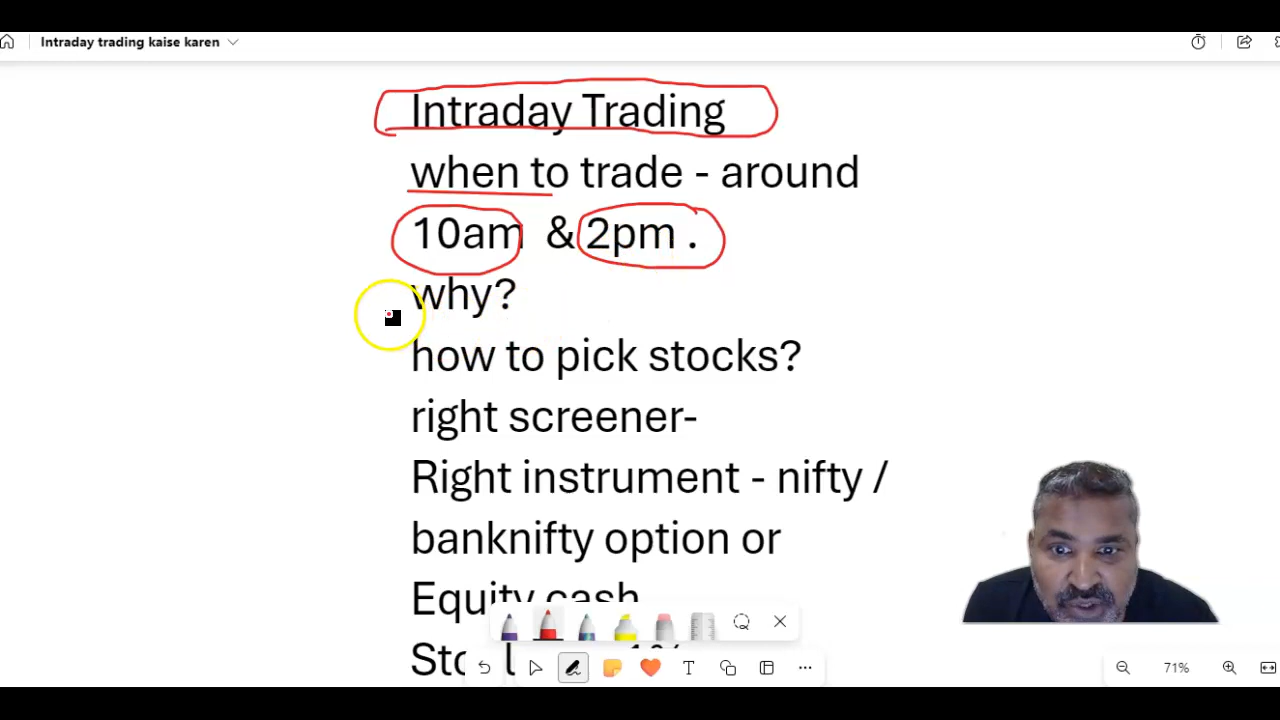 Intraday trading kaise karen
Intraday Trading
when to trade - around
10am & 2pm .
why?
how to pick stocks?
right screener-
Right instrument - nifty /
banknifty option or
Equity cash
1%
71%